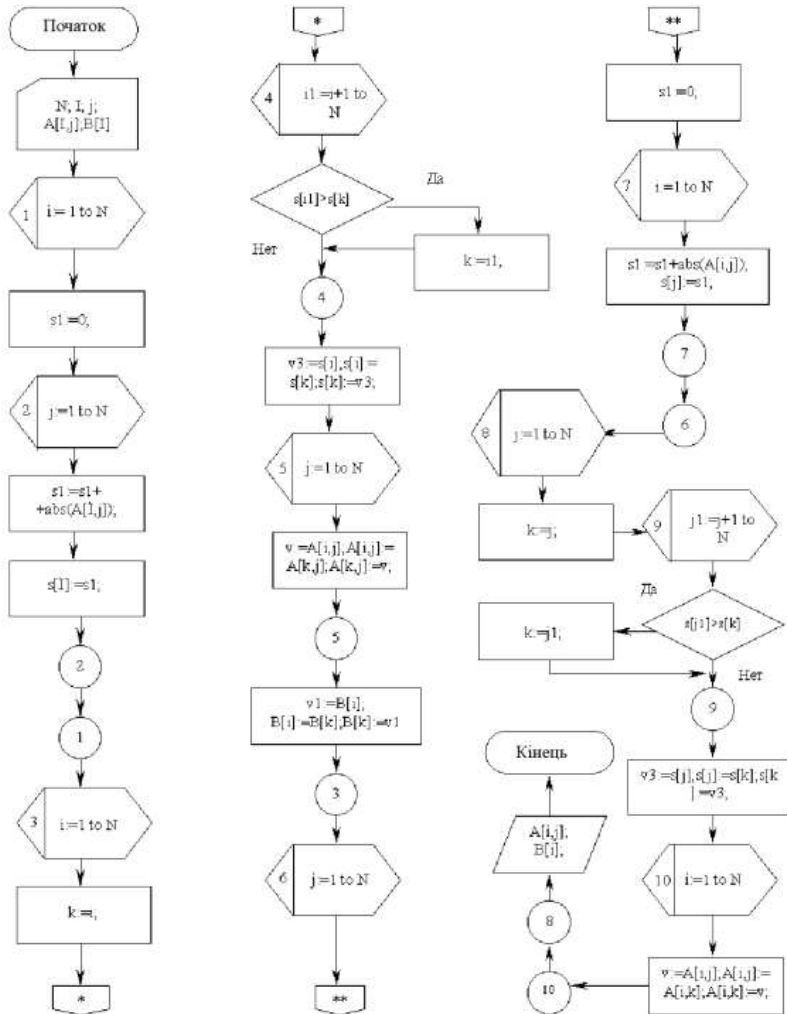 Початок
N; I, j;
A[I,j];B[I]
1
i:= 1 to N
s1:=0;
2
j:=1 to N
s1:=s1+
+abs(A[I,j]);
s[I]:=s1;
2
1
3
i:=1 to N
k:=i;
*
*
4
i1:=i+1 to
N
s[i1]>s[k]
Да
Нет
k:=i1;
4
v3:=s[i],s[i]:=
s[k];s[k]:=v3;
5
j:=1 to N
v:=A[i,j],A[i,j]:=
A[k,j];A[k,j]:=v;
5
v1:=B[i],
B[i]:=B[k];B[k]:=v1
3
6
j:=1 to N
**
**
s1:=0;
7
i:=1 to N
s1:=s1+abs(A[i,j]);
s[j]:=s1;
7
6
8
j:=1 to N
k:=j;
9
j1:=j+1 to
N
Да
s[j1]>s[k]
k:=j1;
Нет
9
v3:=s[j],s[j]:=s[k],s[k
]:=v3;
10
i:=1 to N
v:=A[i,j],A[i,j]:=
A[i,k];A[i,k]:=v;
10
8
A[i,j];
B[i];
Кінець